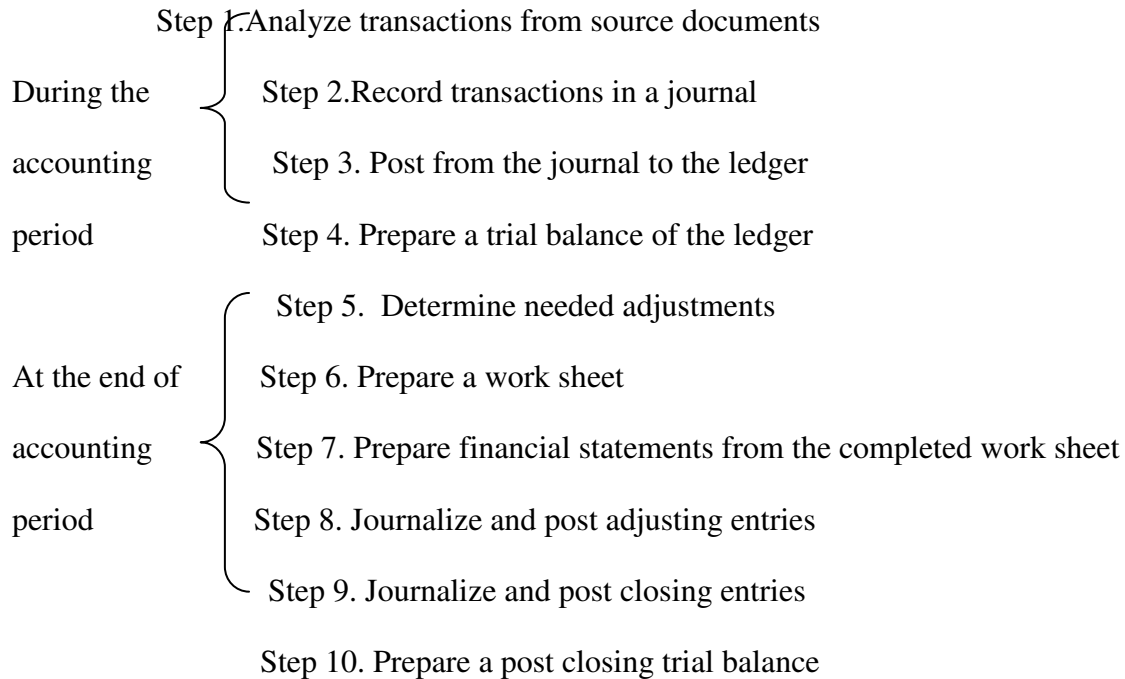 Step 1.Analyze transactions from source documents
During the Step 2.Record transactions in a journal
accounting Step 3. Post from the journal to the ledger
period Step 4. Prepare a trial balance of the ledger
Step 5. Determine needed adjustments
At the end of Step 6. Prepare a work sheet
accounting Step 7. Prepare financial statements from the completed work sheet
period Step 8. Journalize and post adjusting entries
Step 9. Journalize and post closing entries
Step 10. Prepare a post closing trial balance